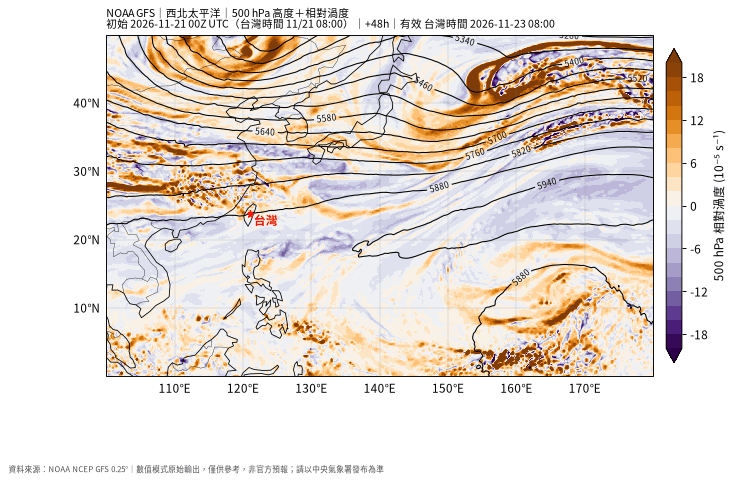 NOAA GFS｜西北太平洋｜500 hPa 高度＋相對渦度
初始 2026-11-21 00Z UTC（台灣時間 11/21 08:00）｜+48h｜有效 台灣時間 2026-11-23 08:00
5340
5280
5400
5460
5520
5580
5640
5700
5760
5820
5880
5940
5880
台灣
40°N
30°N
20°N
10°N
110°E 120°E 130°E 140°E 150°E 160°E 170°E
18
12
6
0
-6
-12
-18
500 hPa 相對渦度 (10⁻⁵ s⁻¹)
資料來源：NOAA NCEP GFS 0.25°｜數值模式原始輸出，僅供參考，非官方預報；請以中央氣象署發布為準